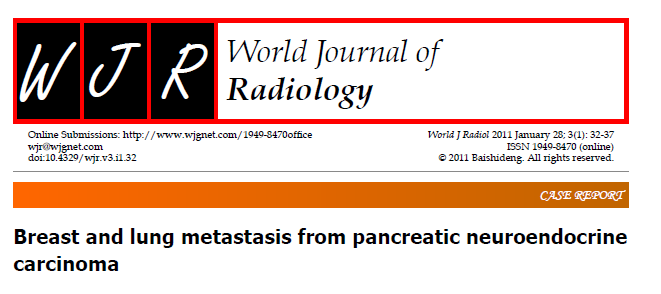 W J R
World Journal of
Radiology
Online Submissions: http://www.wjgnet.com/1949-8470office
wjr@wjgnet.com
doi:10.4329/wjr.v3.i1.32
World J Radiol 2011 January 28; 3(1): 32-37
ISSN 1949-8470 (online)
© 2011 Baishideng. All rights reserved.
CASE REPORT
Breast and lung metastasis from pancreatic neuroendocrine
carcinoma